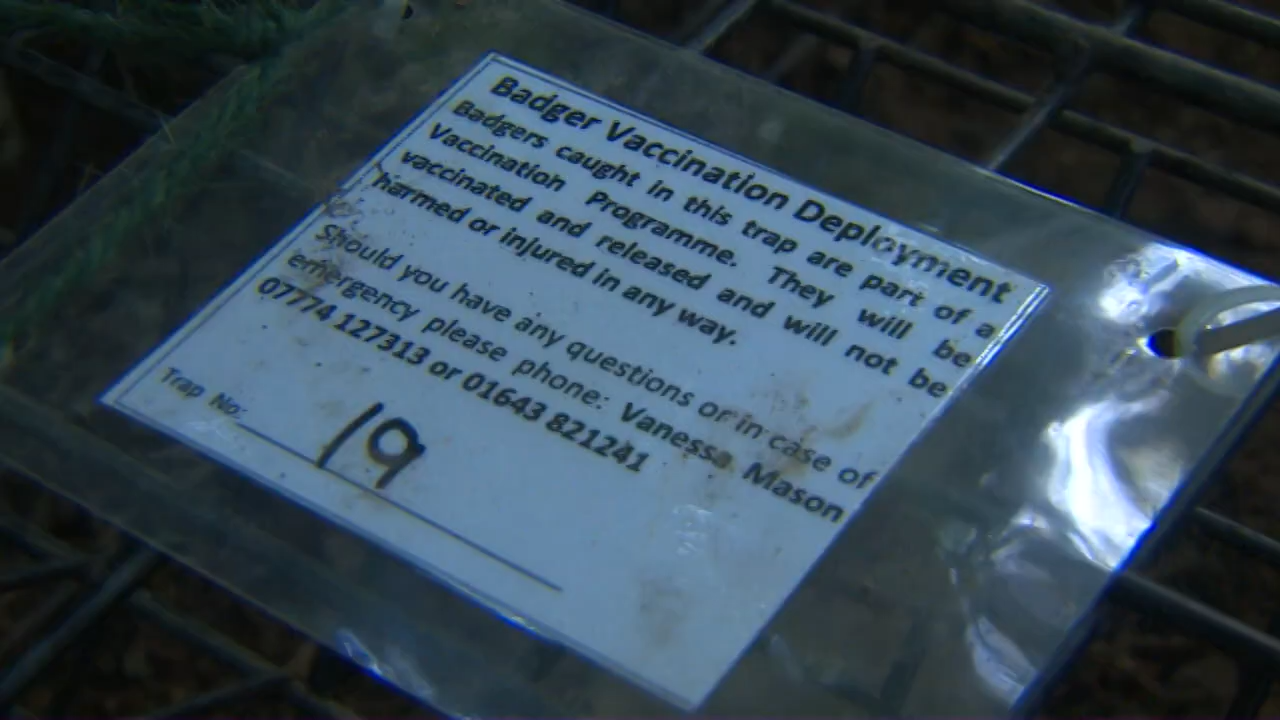 Badger Vaccination Deployment
Badgers caught in this trap are part of a
Vaccination Programme. They will be
vaccinated and released and will not be
harmed or injured in any way.
Should you have any questions or in case of
emergency please phone: Vanessa Mason
07774 127313 or 01643 821241
Trap No: 19